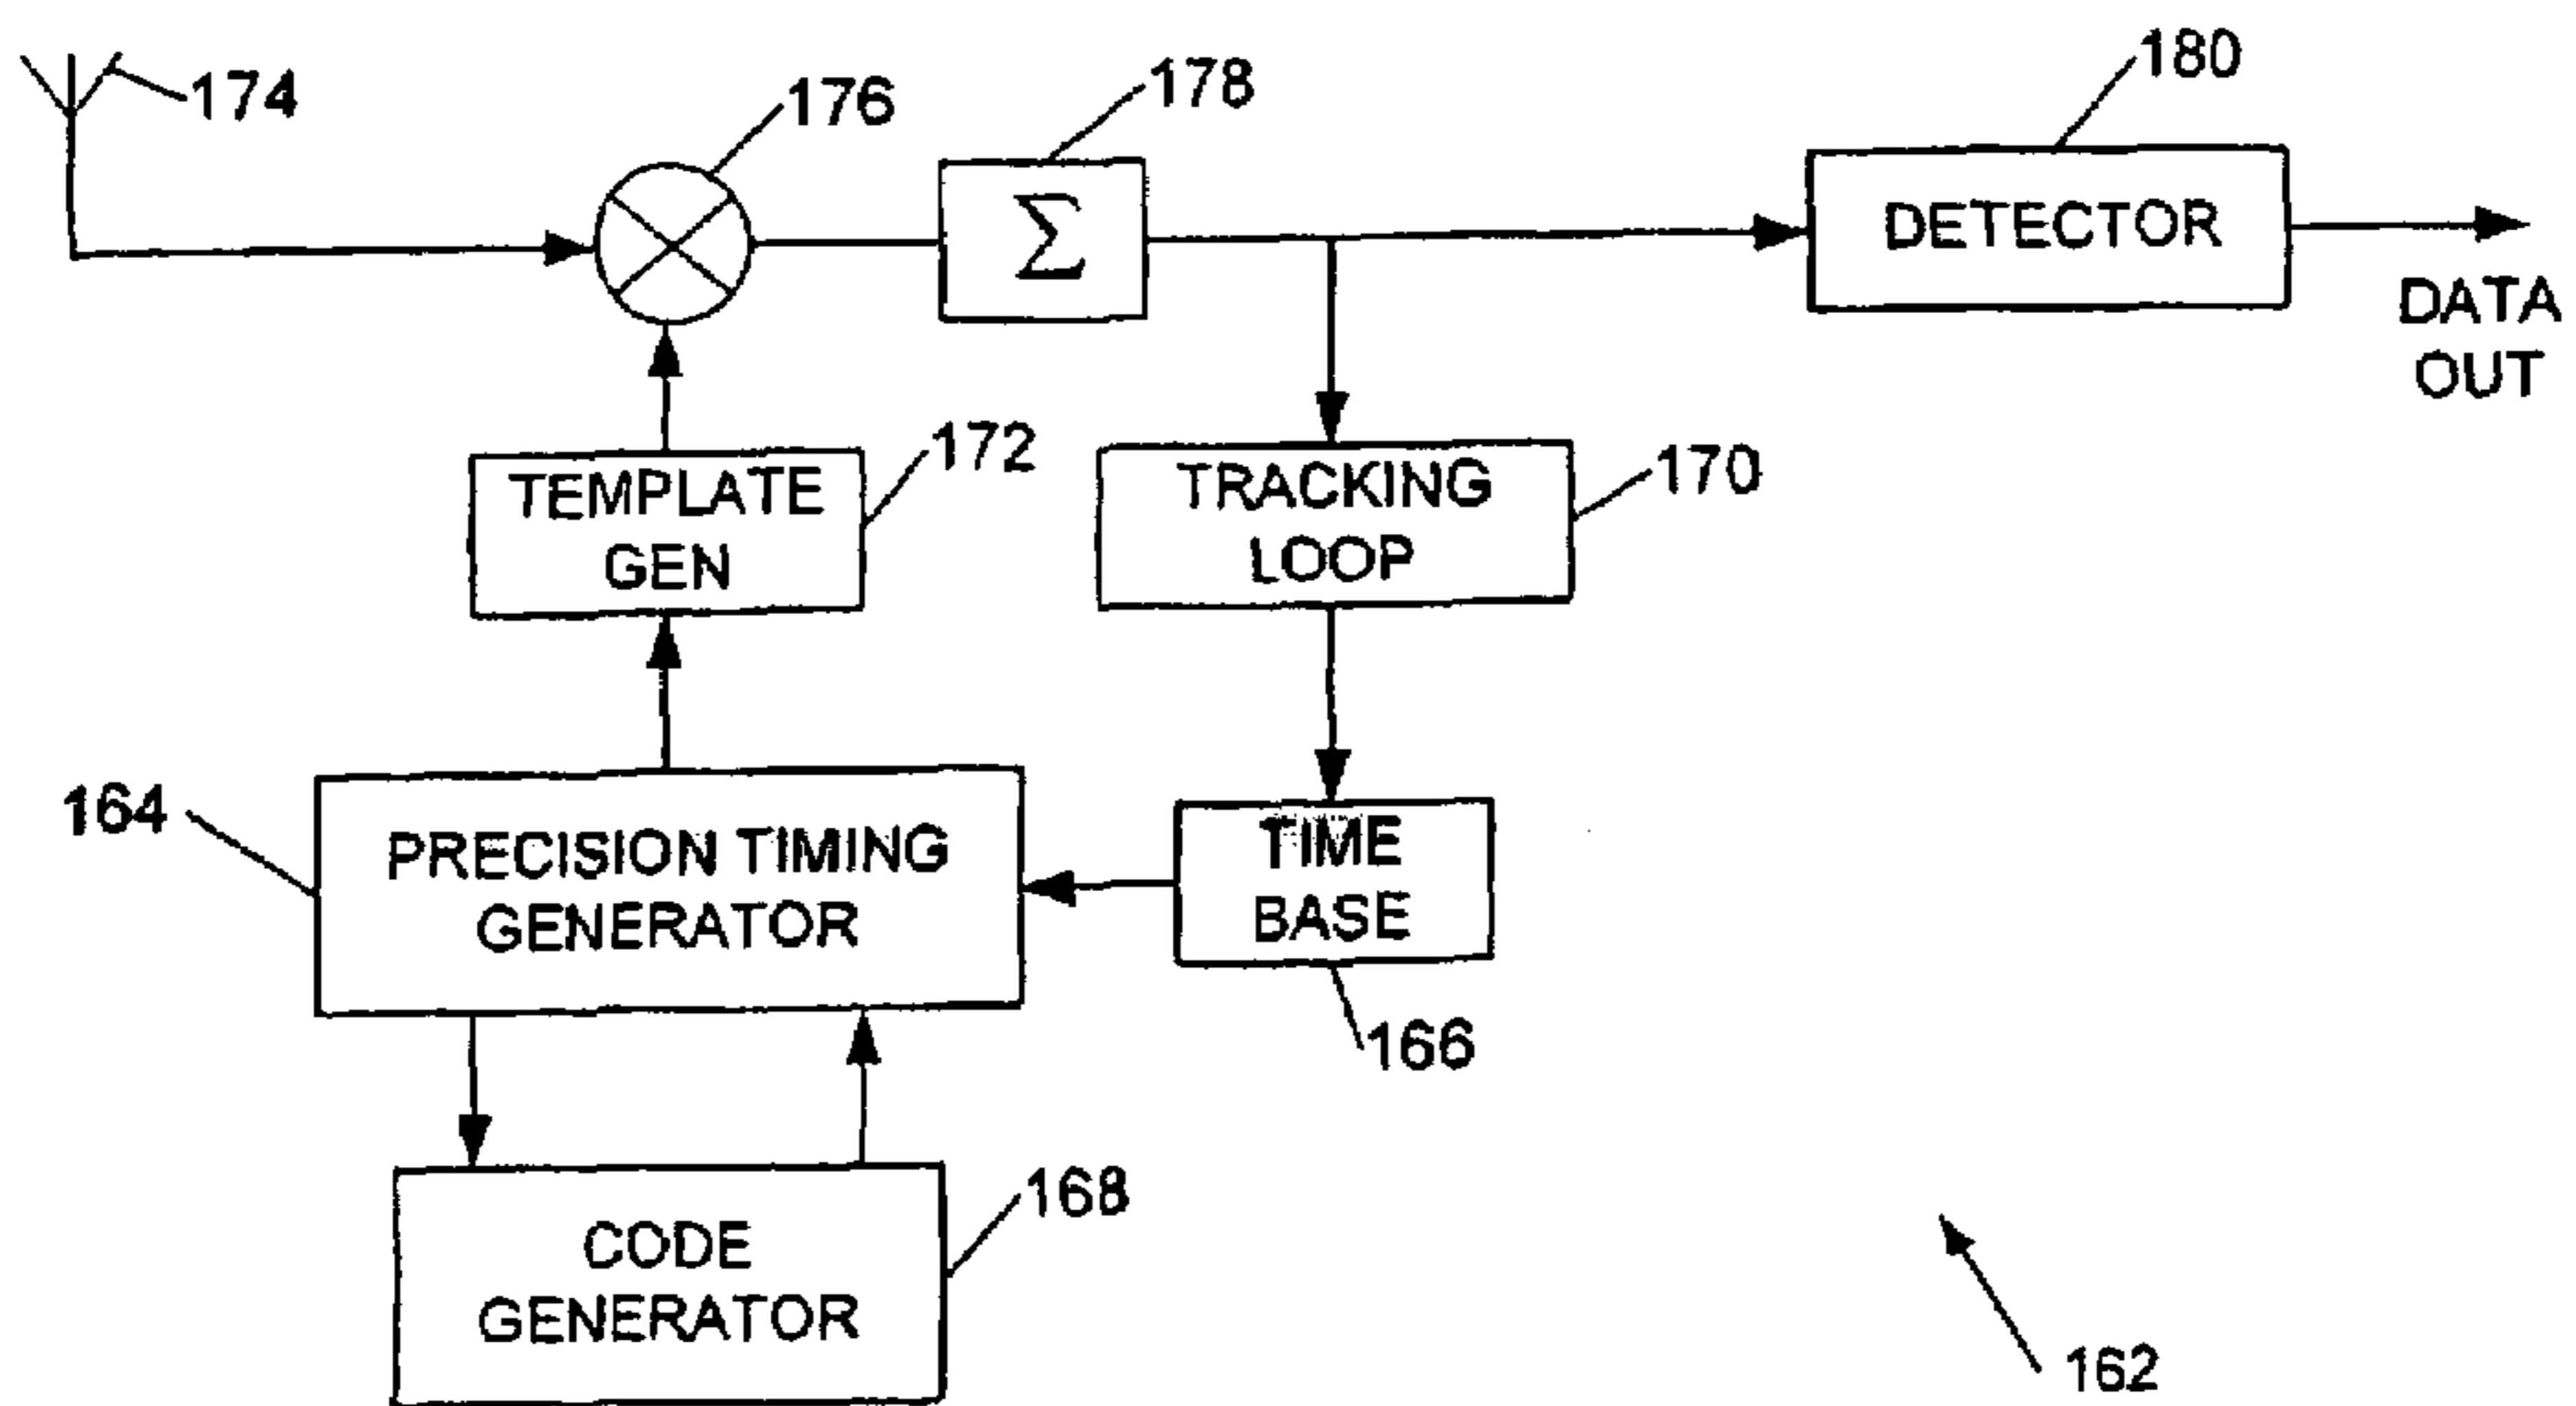 174
176
178
180
Σ
DETECTOR
DATA
OUT
172
TEMPLATE
GEN
TRACKING
LOOP
170
164
PRECISION TIMING
GENERATOR
TIME
BASE
166
168
CODE
GENERATOR
162